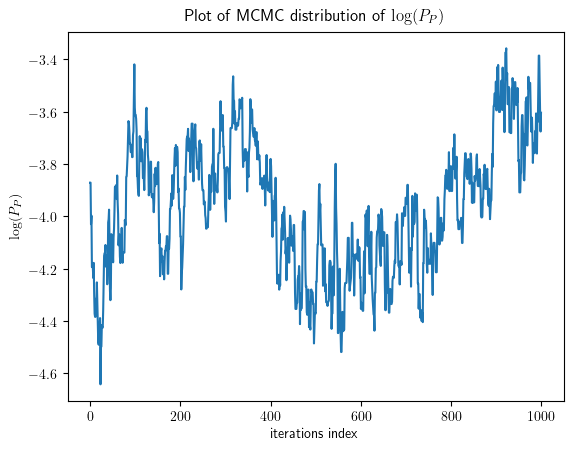 Plot of MCMC distribution of log(P_P)
log(P_P)
−3.4
−3.6
−3.8
−4.0
−4.2
−4.4
−4.6
0 200 400 600 800 1000
iterations index